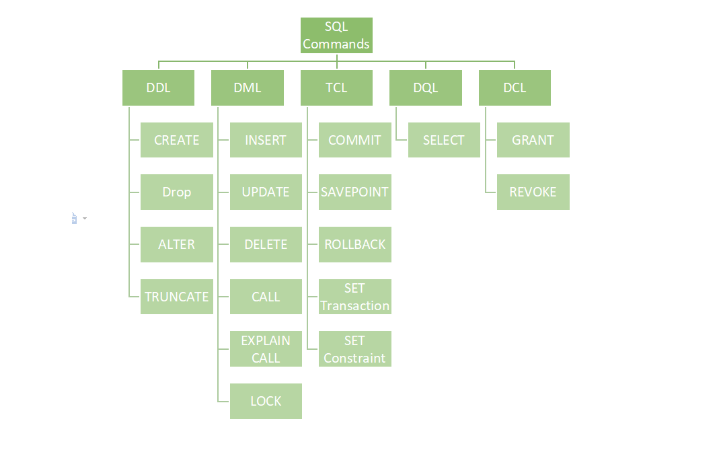 SQL
Commands
DDL
DML
TCL
DQL
DCL
CREATE
INSERT
COMMIT
SELECT
GRANT
Drop
UPDATE
SAVEPOINT
REVOKE
ALTER
DELETE
ROLLBACK
TRUNCATE
CALL
SET
Transaction
EXPLAIN
CALL
SET
Constraint
LOCK